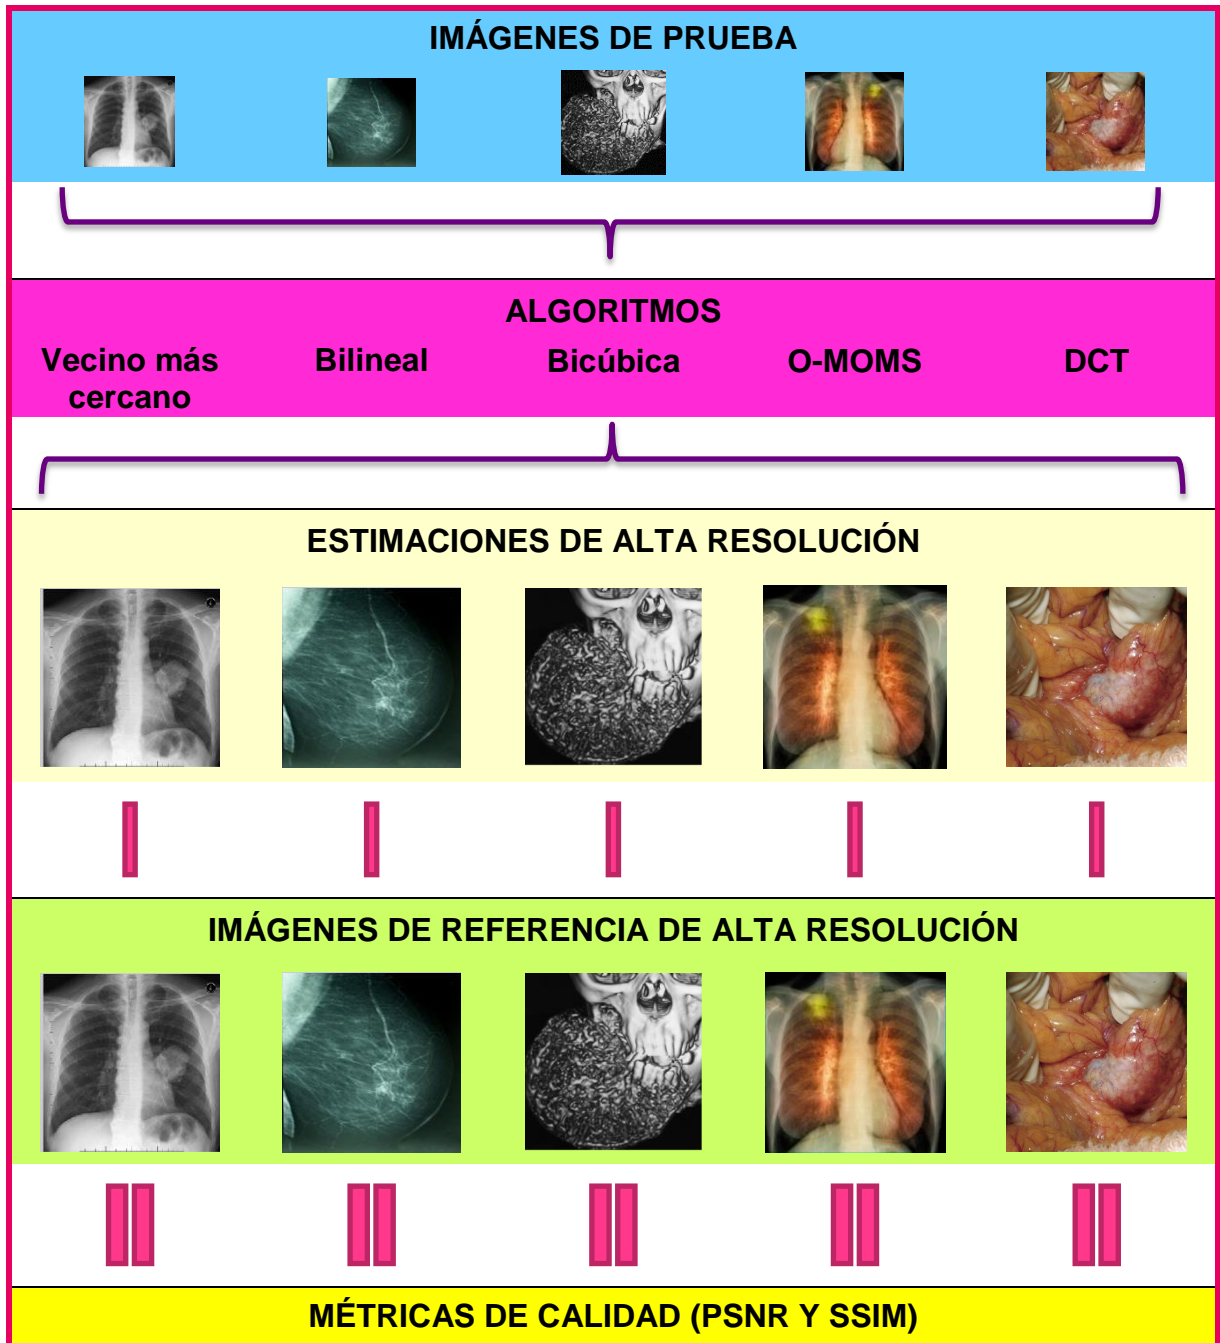 IMÁGENES DE PRUEBA
ALGORITMOS
Vecino más
cercano
Bilineal
Bicúbica
O-MOMS
DCT
ESTIMACIONES DE ALTA RESOLUCIÓN
IMÁGENES DE REFERENCIA DE ALTA RESOLUCIÓN
MÉTRICAS DE CALIDAD (PSNR Y SSIM)